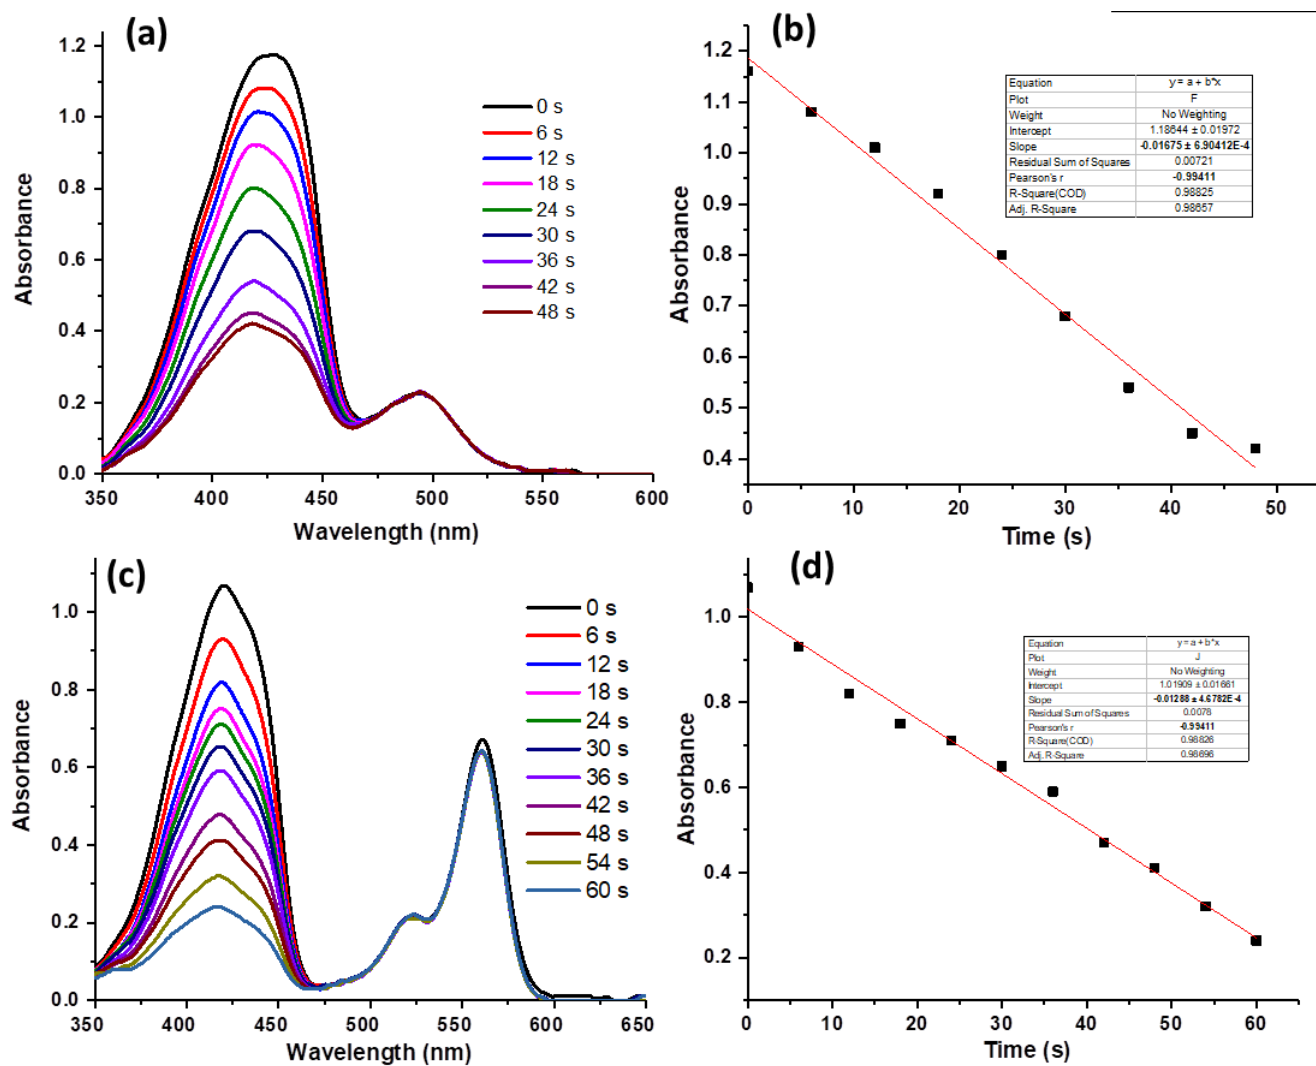 (a)
Absorbance
1.2
1.0
0.8
0.6
0.4
0.2
0.0
350
400
450
500
550
600
Wavelength (nm)
0 s
6 s
12 s
18 s
24 s
30 s
36 s
42 s
48 s
(b)
Absorbance
1.2
1.1
1.0
0.9
0.8
0.7
0.6
0.5
0.4
0
10
20
30
40
50
Time (s)
Equation y = a + b*x
Plot F
Weight No Weighting
Intercept 1.18644 ± 0.01972
Slope -0.01675 ± 6.90412E-4
Residual Sum of Squares 0.00721
Pearson's r -0.99411
R-Square(COD) 0.98825
Adj. R-Square 0.98657
(c)
Absorbance
1.0
0.8
0.6
0.4
0.2
0.0
350
400
450
500
550
600
650
Wavelength (nm)
0 s
6 s
12 s
18 s
24 s
30 s
36 s
42 s
48 s
54 s
60 s
(d)
Absorbance
1.0
0.8
0.6
0.4
0.2
0
10
20
30
40
50
60
Time (s)
Equation y = a + b*x
Plot J
Weight No Weighting
Intercept 1.01909 ± 0.01661
Slope -0.01288 ± 4.6782E-4
Residual Sum of Squares 0.0078
Pearson's r -0.99411
R-Square(COD) 0.98826
Adj. R-Square 0.98696